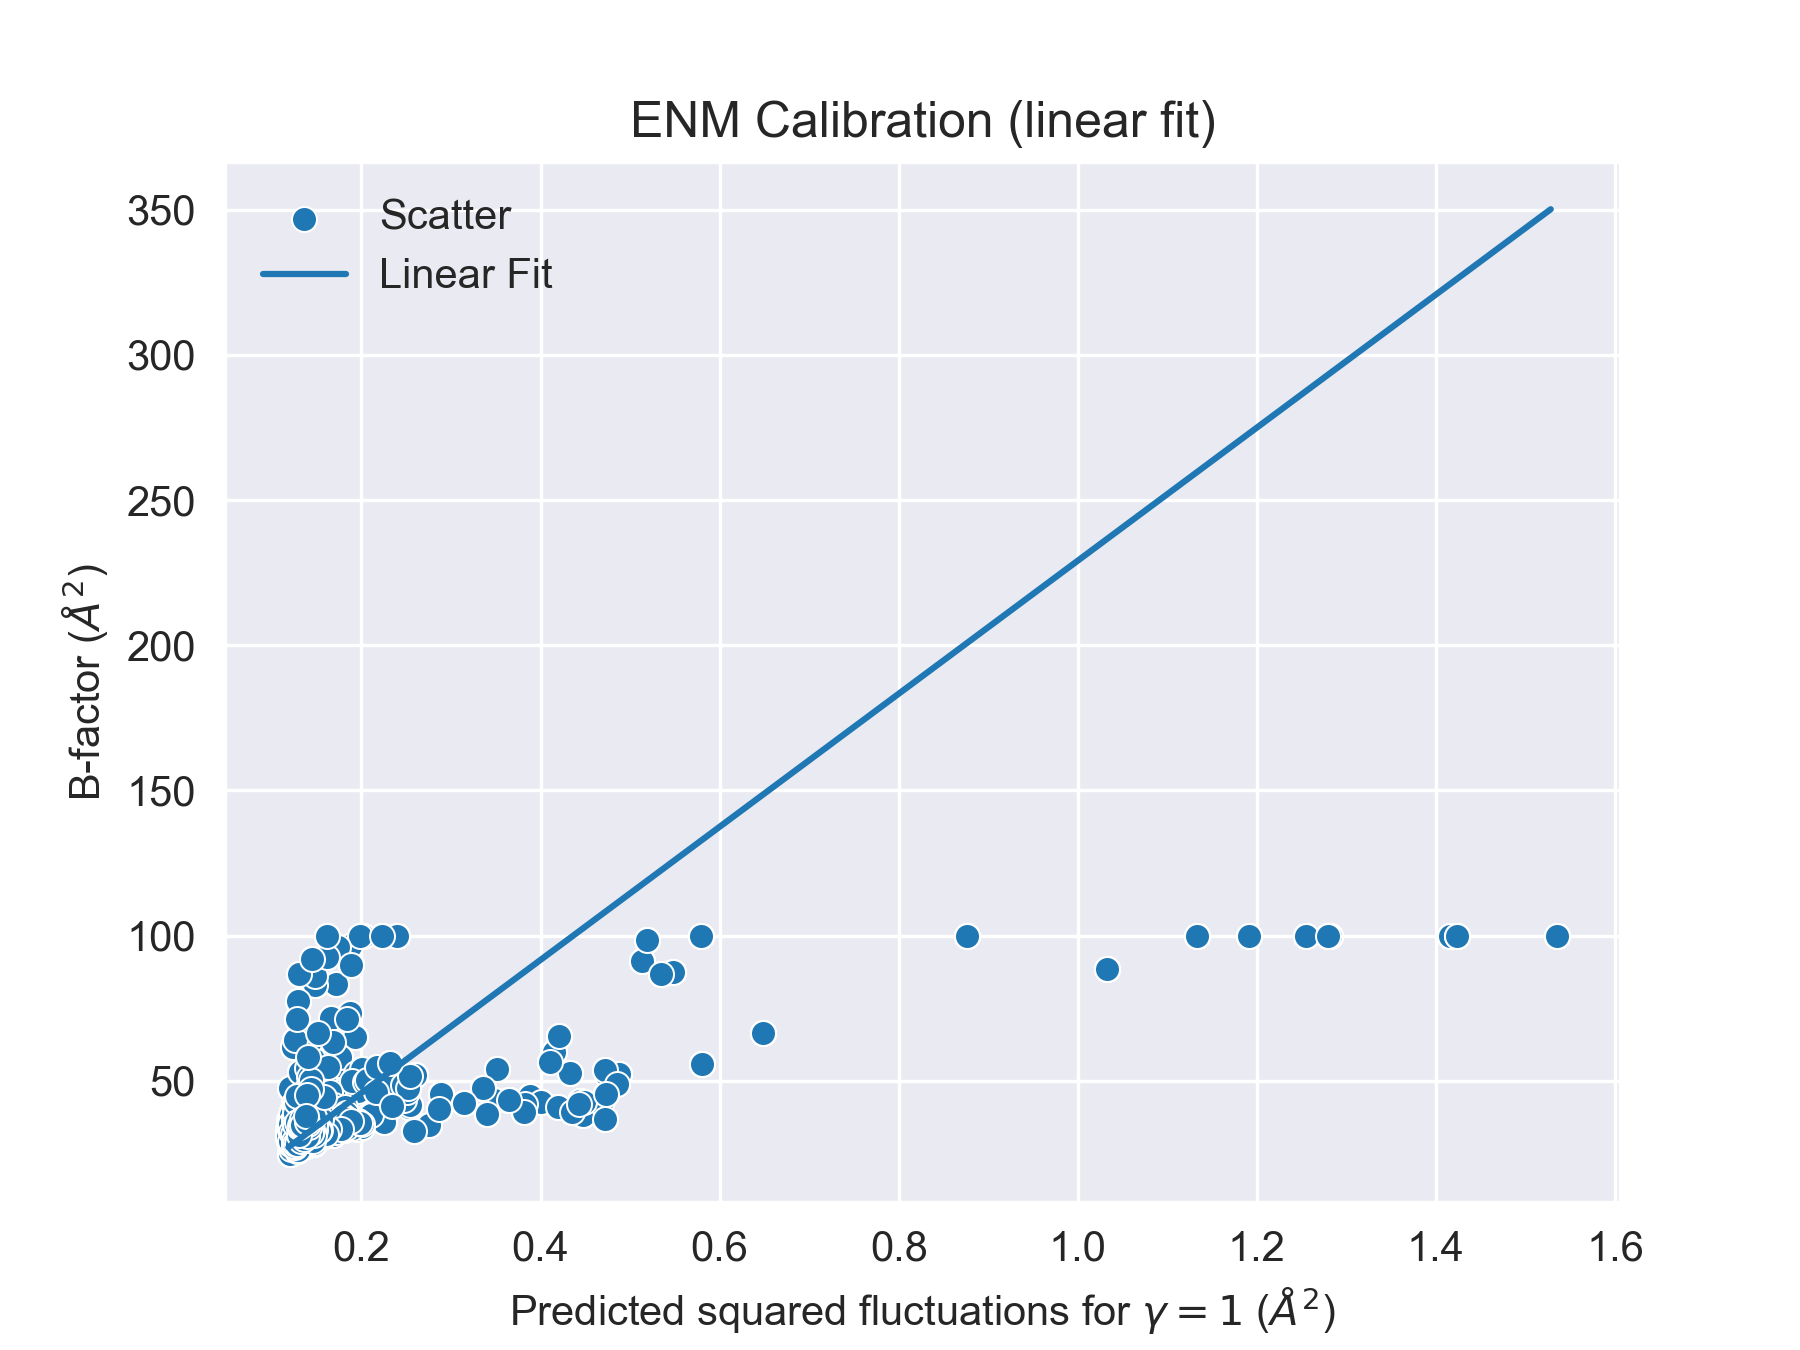 ENM Calibration (linear fit)
Scatter
Linear Fit
350
300
250
200
150
100
50
B-factor (Å²)
0.2 0.4 0.6 0.8 1.0 1.2 1.4 1.6
Predicted squared fluctuations for γ = 1 (Å²)